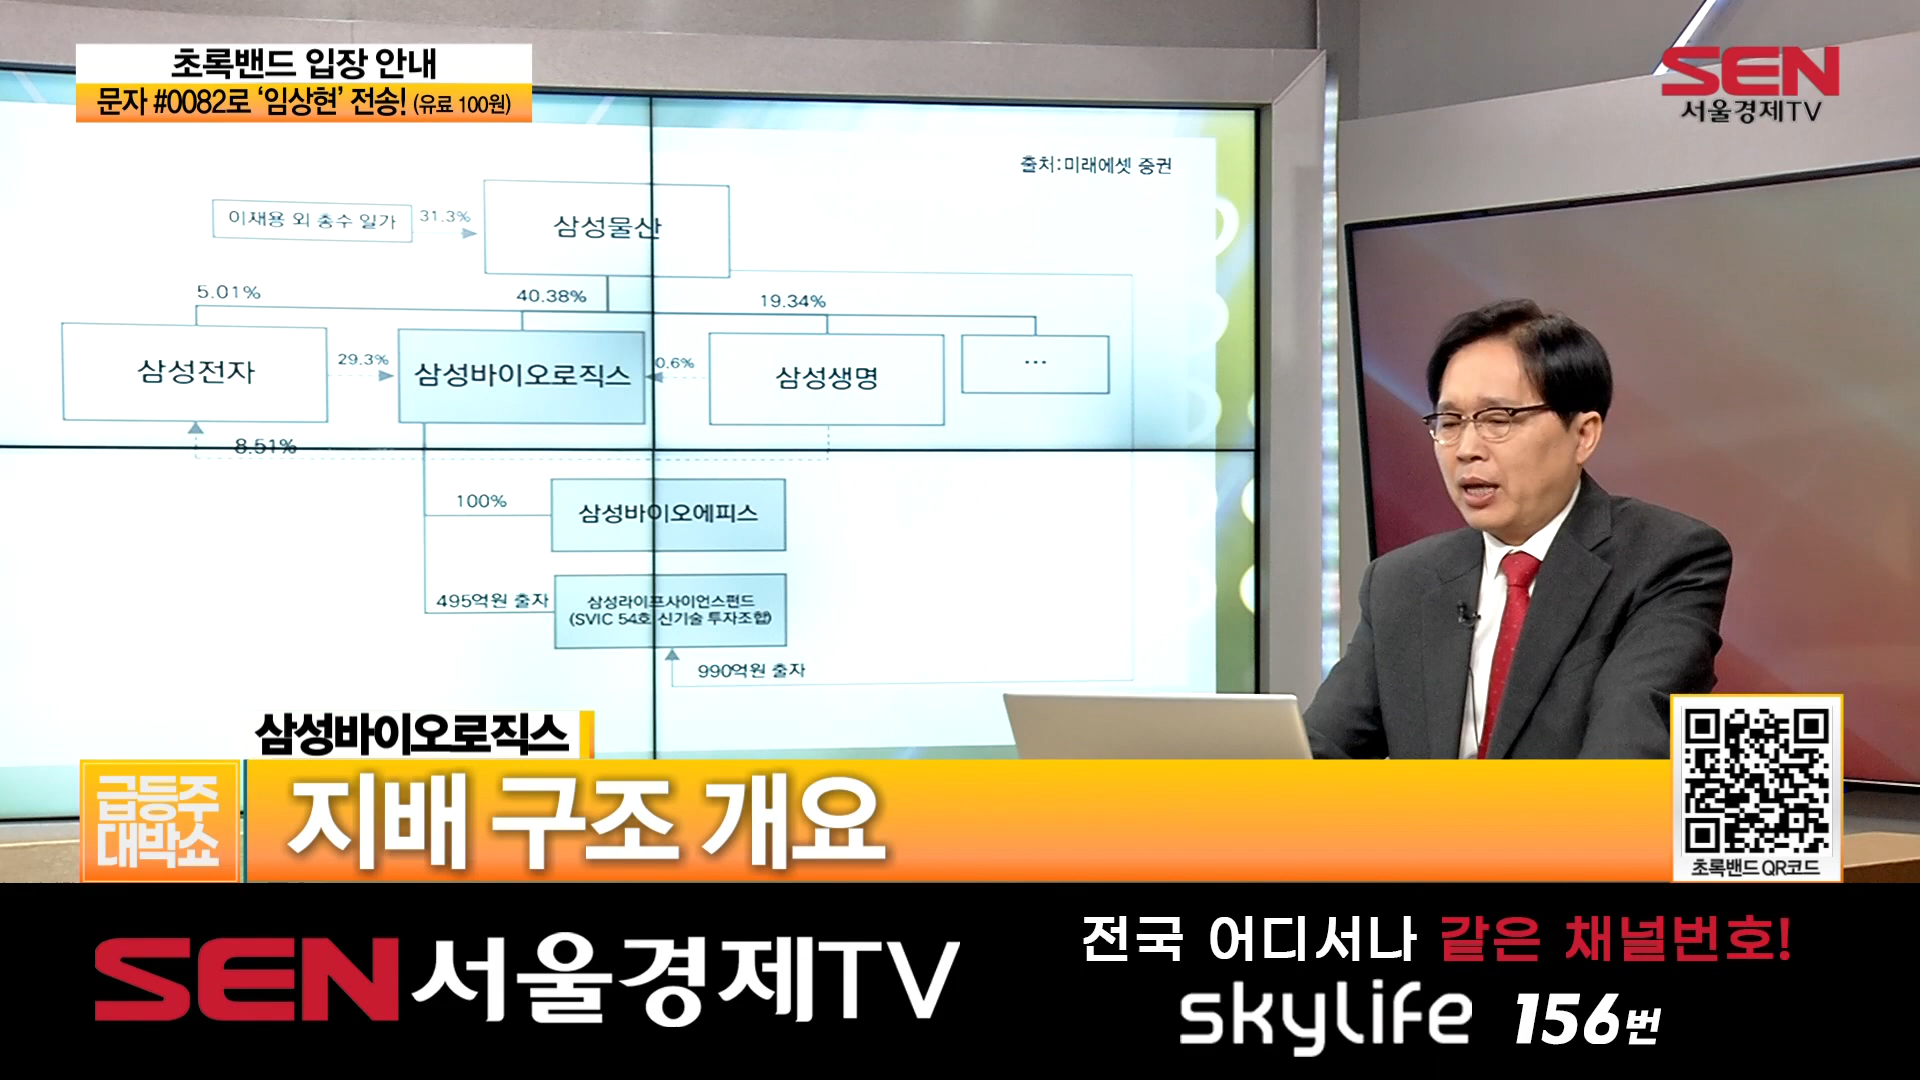 초록밴드 입장 안내
문자 #0082로 ‘임상현’ 전송! (유료 100원)
SEN
서울경제TV
출처:미래에셋 증권
이재용 외 총수 일가
31.3%
삼성물산
5.01%
40.38%
19.34%
삼성전자
29.3%
삼성바이오로직스
0.6%
삼성생명
...
8.51%
100%
삼성바이오에피스
495억원 출자
삼성라이프사이언스펀드
(SVIC 54호 신기술 투자조합)
990억원 출자
삼성바이오로직스
급등주
대박쇼
지배 구조 개요
초록밴드 QR코드
SEN서울경제TV
전국 어디서나 같은 채널번호!
skylife 156번